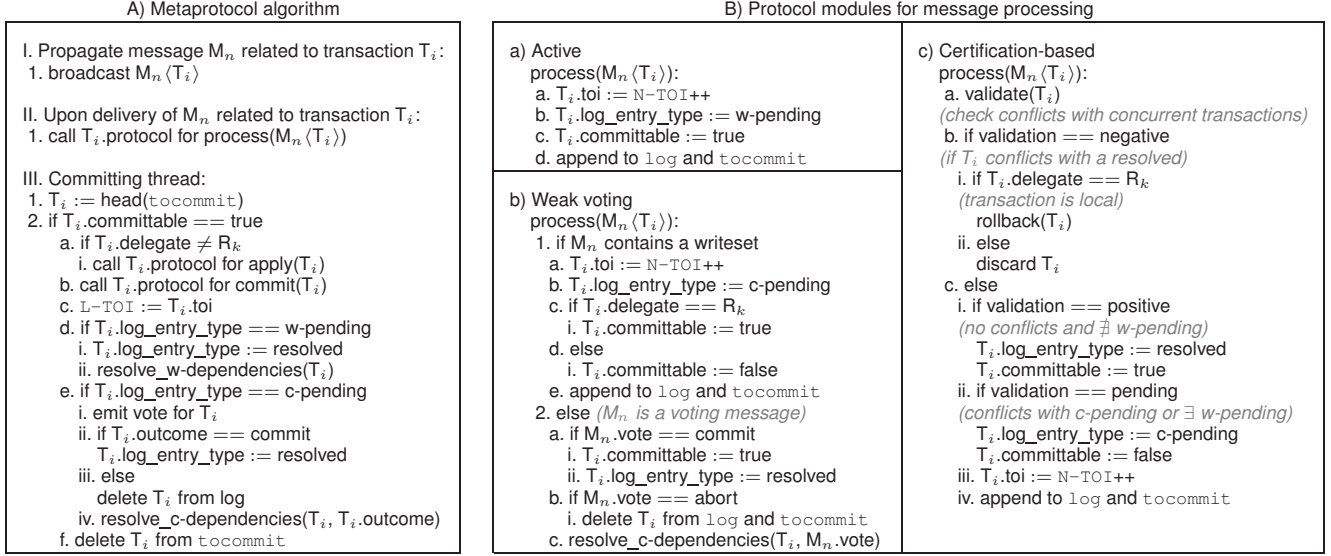 A) Metaprotocol algorithm
I. Propagate message Mₙ related to transaction Tᵢ:
1. broadcast Mₙ⟨Tᵢ⟩
II. Upon delivery of Mₙ related to transaction Tᵢ:
1. call Tᵢ.protocol for process(Mₙ⟨Tᵢ⟩)
III. Committing thread:
1. Tᵢ := head(tocommit)
2. if Tᵢ.committable == true
a. if Tᵢ.delegate ≠ Rₖ
i. call Tᵢ.protocol for apply(Tᵢ)
b. call Tᵢ.protocol for commit(Tᵢ)
c. L-TOI := Tᵢ.toi
d. if Tᵢ.log_entry_type == w-pending
i. Tᵢ.log_entry_type := resolved
ii. resolve_w-dependencies(Tᵢ)
e. if Tᵢ.log_entry_type == c-pending
i. emit vote for Tᵢ
ii. if Tᵢ.outcome == commit
Tᵢ.log_entry_type := resolved
iii. else
delete Tᵢ from log
iv. resolve_c-dependencies(Tᵢ, Tᵢ.outcome)
f. delete Tᵢ from tocommit
B) Protocol modules for message processing
a) Active
process(Mₙ⟨Tᵢ⟩):
a. Tᵢ.toi := N-TOI++
b. Tᵢ.log_entry_type := w-pending
c. Tᵢ.committable := true
d. append to log and tocommit
b) Weak voting
process(Mₙ⟨Tᵢ⟩):
1. if Mₙ contains a writeset
a. Tᵢ.toi := N-TOI++
b. Tᵢ.log_entry_type := c-pending
c. if Tᵢ.delegate == Rₖ
i. Tᵢ.committable := true
d. else
i. Tᵢ.committable := false
e. append to log and tocommit
2. else (Mₙ is a voting message)
a. if Mₙ.vote == commit
i. Tᵢ.committable := true
ii. Tᵢ.log_entry_type := resolved
b. if Mₙ.vote == abort
i. delete Tᵢ from log and tocommit
c. resolve_c-dependencies(Tᵢ, Mₙ.vote)
c) Certification-based
process(Mₙ⟨Tᵢ⟩):
a. validate(Tᵢ)
(check conflicts with concurrent transactions)
b. if validation == negative
(if Tᵢ conflicts with a resolved)
i. if Tᵢ.delegate == Rₖ
(transaction is local)
rollback(Tᵢ)
ii. else
discard Tᵢ
c. else
i. if validation == positive
(no conflicts and ∄ w-pending)
Tᵢ.log_entry_type := resolved
Tᵢ.committable := true
ii. if validation == pending
(conflicts with c-pending or ∃ w-pending)
Tᵢ.log_entry_type := c-pending
Tᵢ.committable := false
iii. Tᵢ.toi := N-TOI++
iv. append to log and tocommit